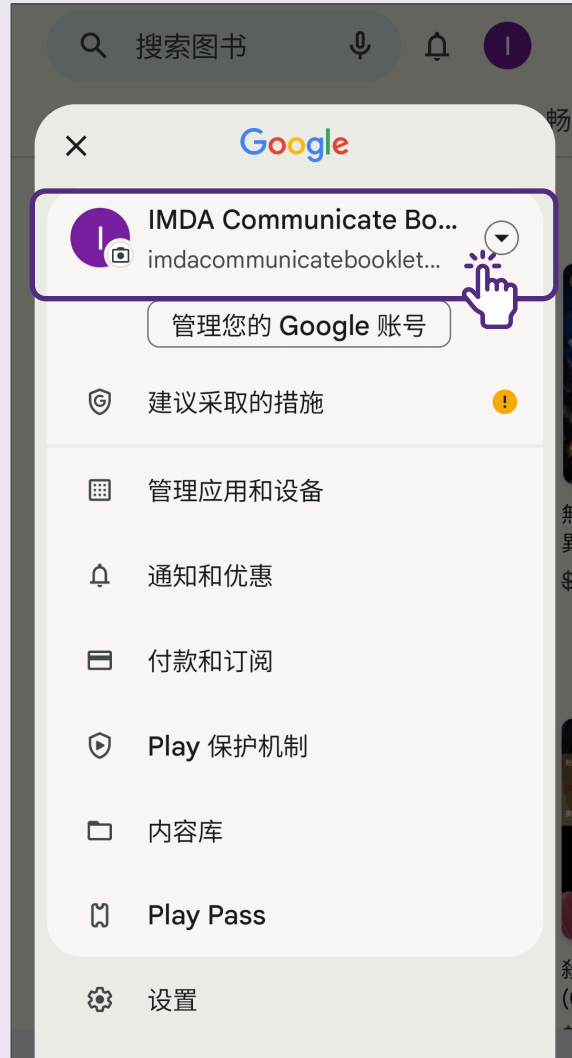 搜索图书
I
畅
Google
I
IMDA Communicate Bo...
imdacommunicatebooklet...
管理您的 Google 账号
建议采取的措施
管理应用和设备
通知和优惠
付款和订阅
Play 保护机制
内容库
Play Pass
设置
$